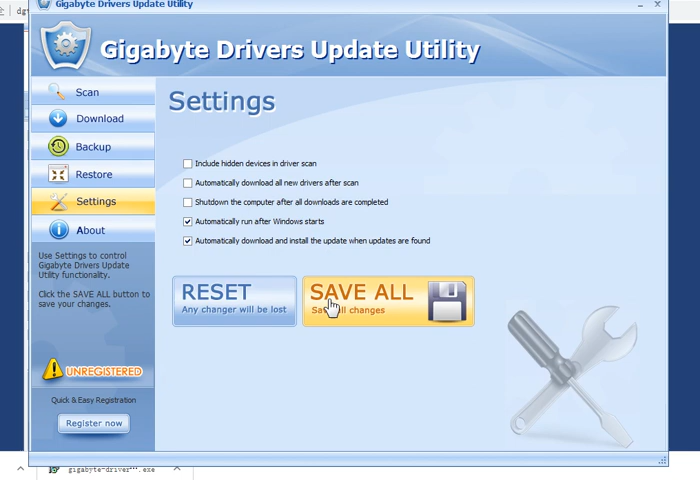 Gigabyte Drivers Update Utility
Gigabyte Drivers Update Utility
Scan
Download
Backup
Restore
Settings
About
Use Settings to control
Gigabyte Drivers Update
Utility functionality.
Click the SAVE ALL button to
save your changes.
UNREGISTERED
Quick & Easy Registration
Register now
Settings
Include hidden devices in driver scan
Automatically download all new drivers after scan
Shutdown the computer after all downloads are completed
Automatically run after Windows starts
Automatically download and install the update when updates are found
RESET
Any changer will be lost
SAVE ALL
all changes
gigabyte-driver....exe